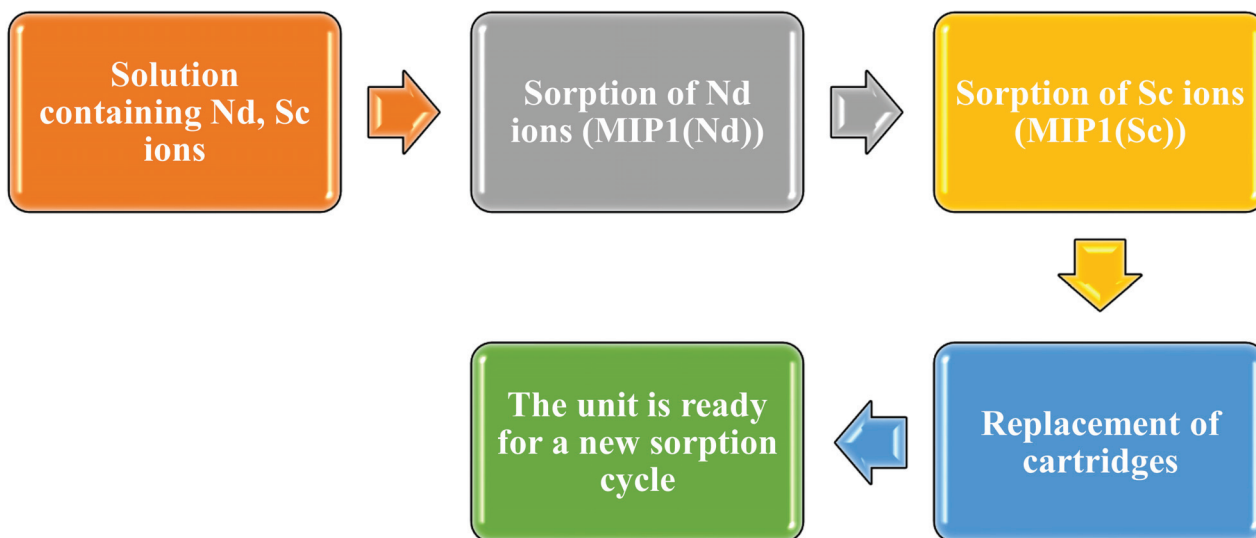 Solution
containing Nd, Sc
ions
Sorption of Nd
ions (MIP1(Nd))
Sorption of Sc ions
(MIP1(Sc))
Replacement of
cartridges
The unit is ready
for a new sorption
cycle